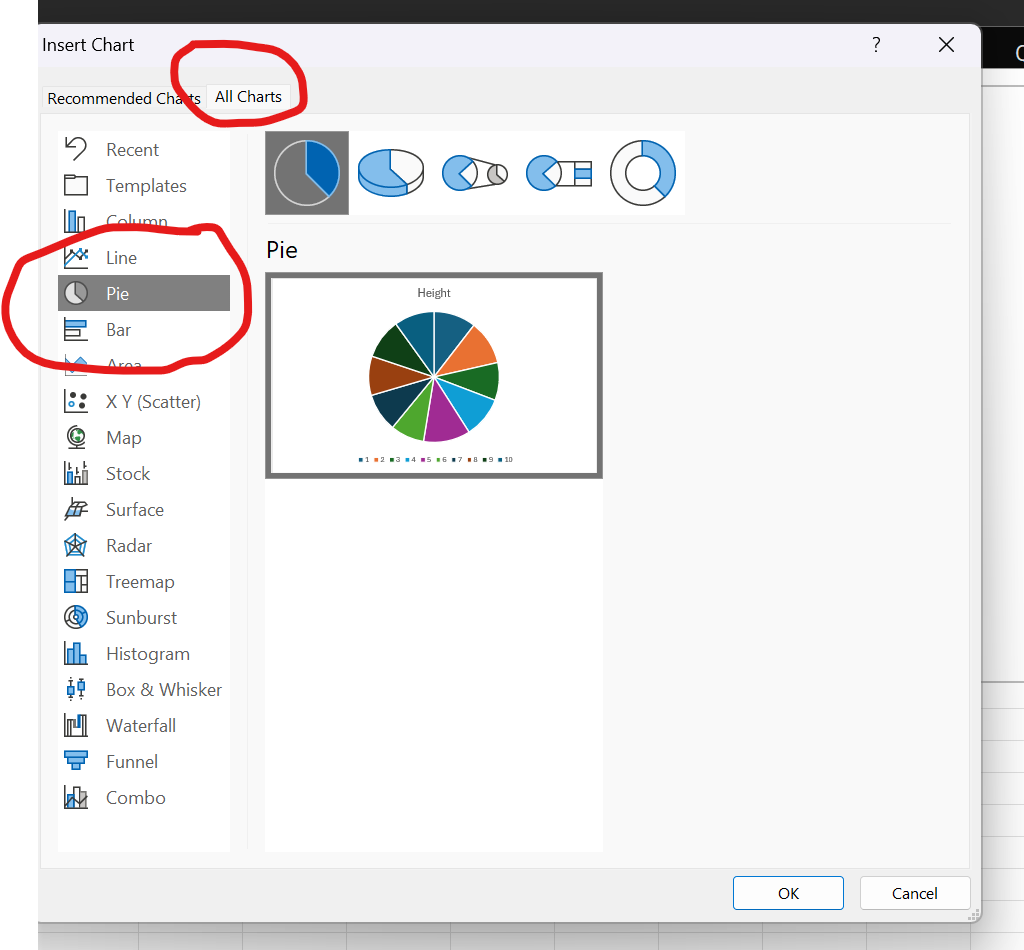 Insert Chart ?
Recommended Charts All Charts
Recent
Templates
Column
Line
Pie
Bar
Area
X Y (Scatter)
Map
Stock
Surface
Radar
Treemap
Sunburst
Histogram
Box & Whisker
Waterfall
Funnel
Combo
Pie
Height
1 2 3 4 5 6 7 8 9 10
OK Cancel